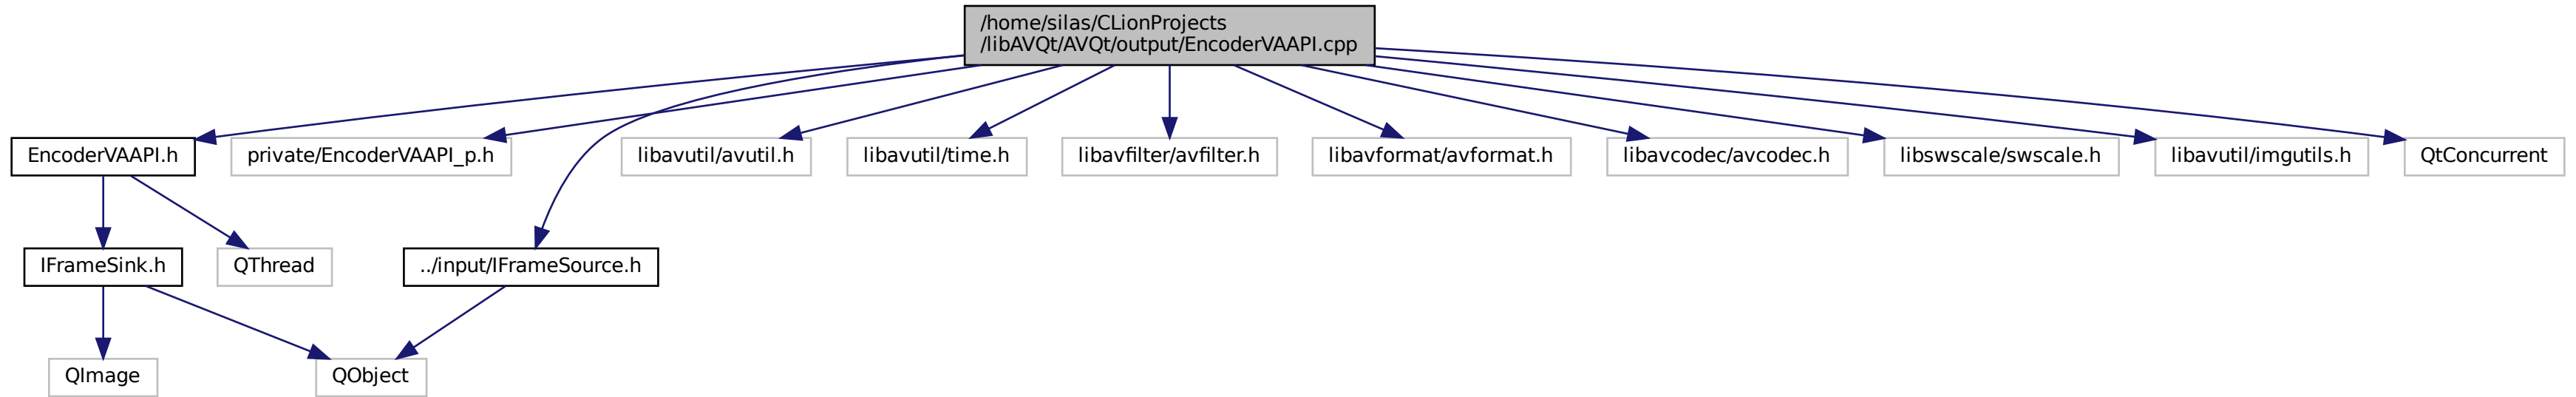 /home/silas/CLionProjects
/libAVQt/AVQt/output/EncoderVAAPI.cpp
EncoderVAAPI.h
private/EncoderVAAPI_p.h
libavutil/avutil.h
libavutil/time.h
libavfilter/avfilter.h
libavformat/avformat.h
libavcodec/avcodec.h
libswscale/swscale.h
libavutil/imgutils.h
QtConcurrent
IFrameSink.h
QThread
../input/IFrameSource.h
QImage
QObject